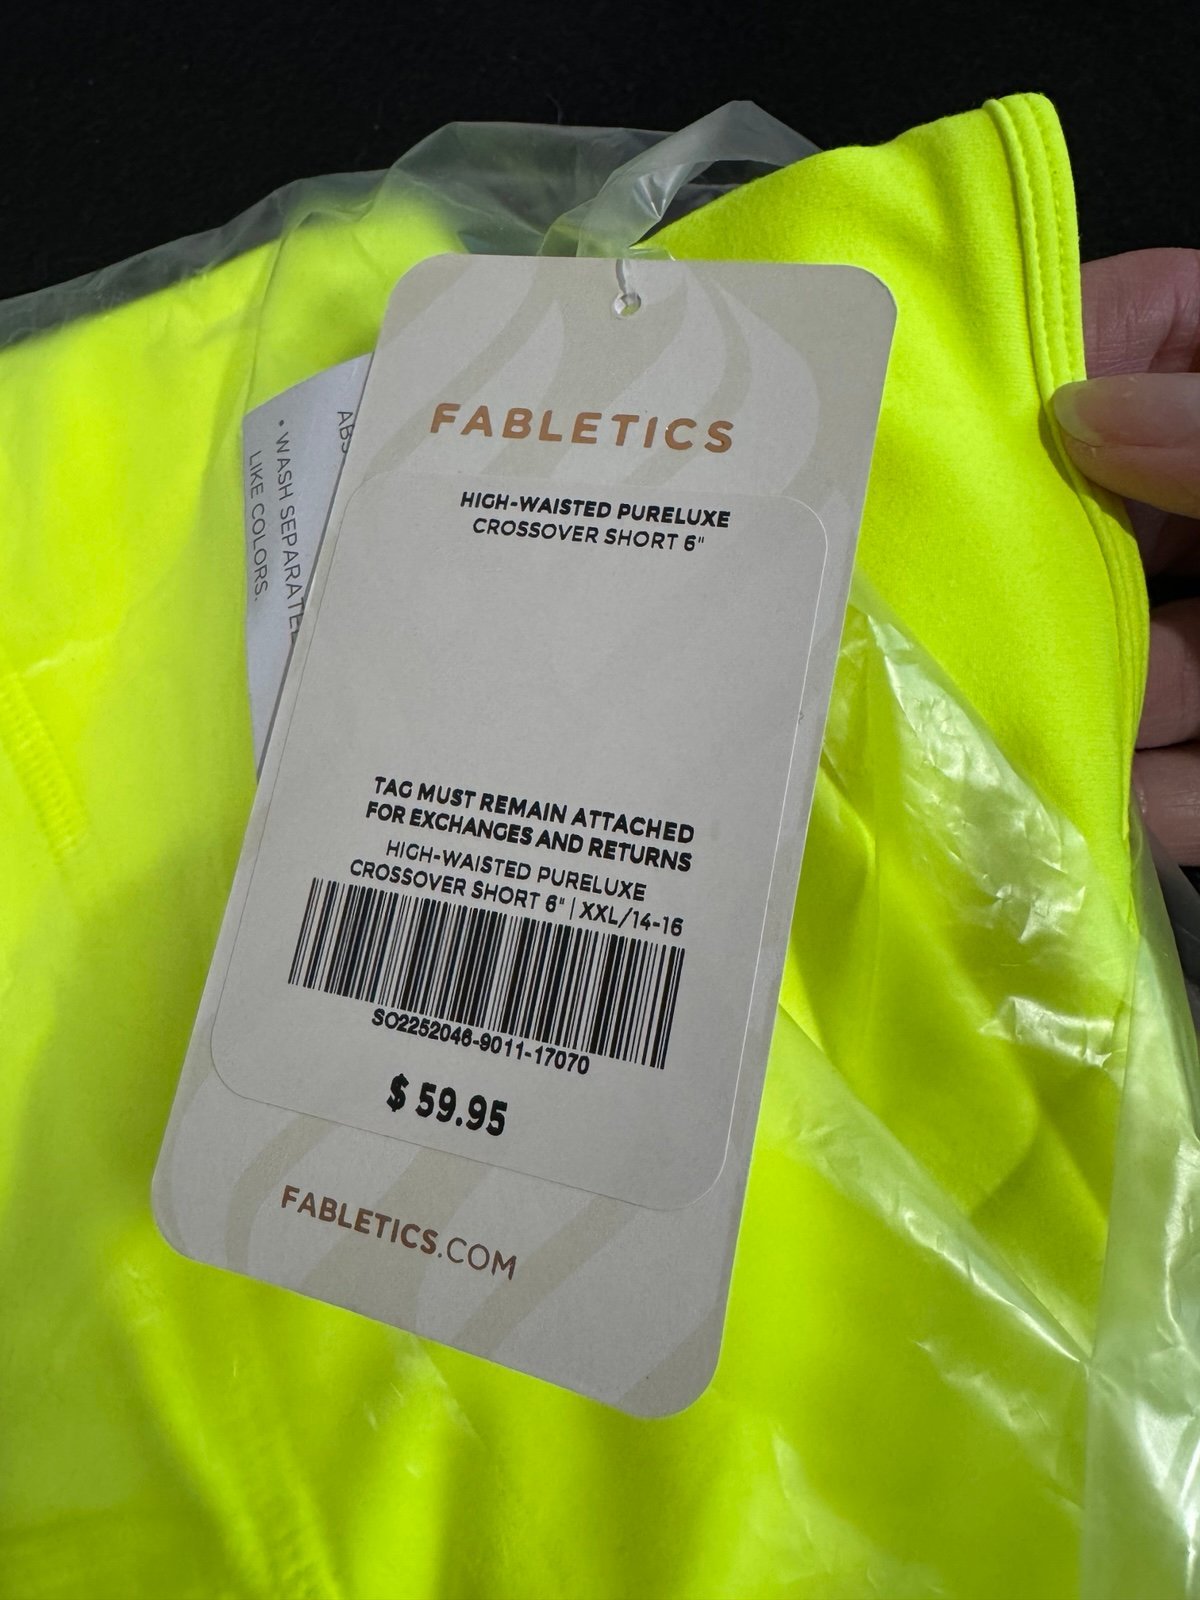 FABLETICS
HIGH-WAISTED PURELUXE
CROSSOVER SHORT 6"
TAG MUST REMAIN ATTACHED
FOR EXCHANGES AND RETURNS
HIGH-WAISTED PURELUXE
CROSSOVER SHORT 6" | XXL/14-16
SO2252046-9011-17070
$ 59.95
FABLETICS.COM
• WASH SEPARATEL
LIKE COLORS.